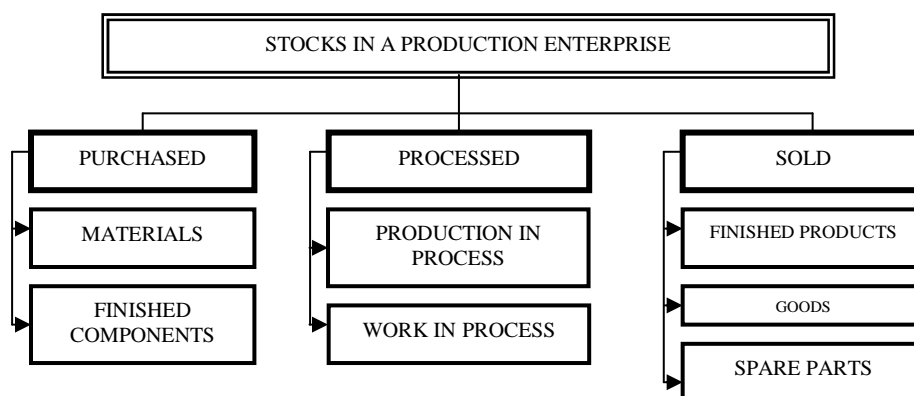 STOCKS IN A PRODUCTION ENTERPRISE
PURCHASED
MATERIALS
FINISHED
COMPONENTS
PROCESSED
PRODUCTION IN
PROCESS
WORK IN PROCESS
SOLD
FINISHED PRODUCTS
GOODS
SPARE PARTS